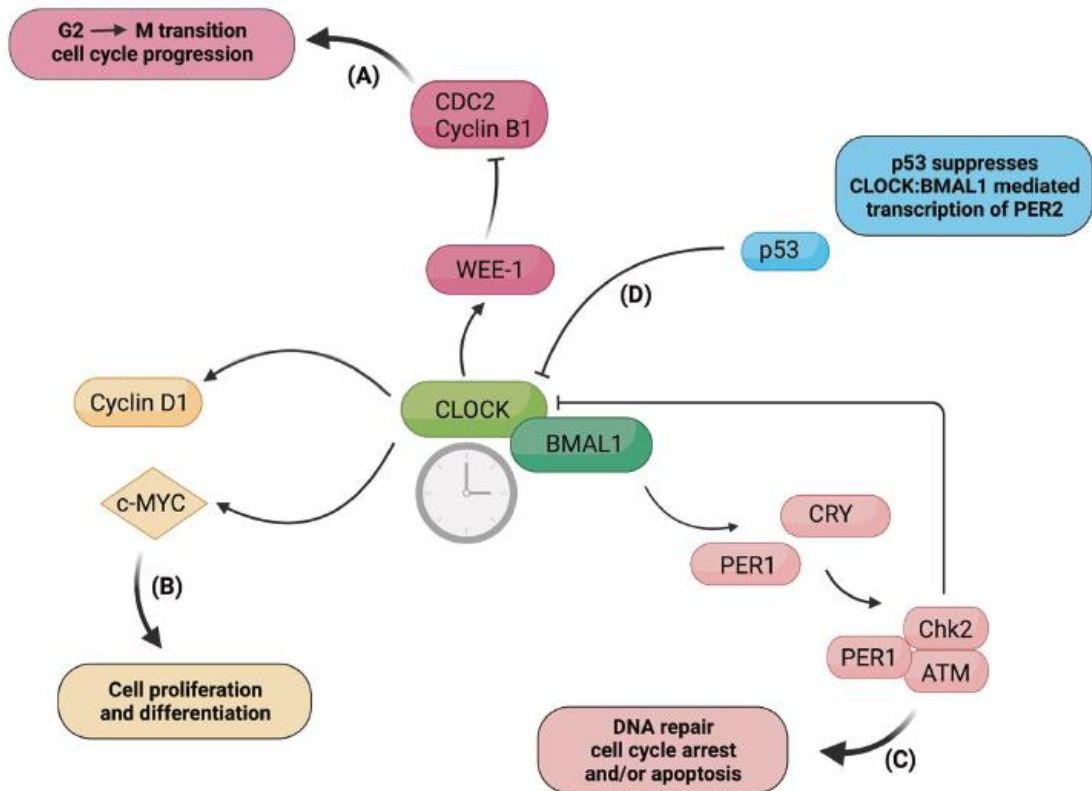 G2 → M transition
cell cycle progression
(A)
CDC2
Cyclin B1
p53 suppresses
CLOCK:BMAL1 mediated
transcription of PER2
p53
WEE-1
(D)
Cyclin D1
CLOCK
BMAL1
c-MYC
CRY
PER1
(B)
Chk2
PER1
ATM
Cell proliferation
and differentiation
DNA repair
cell cycle arrest
and/or apoptosis
(C)